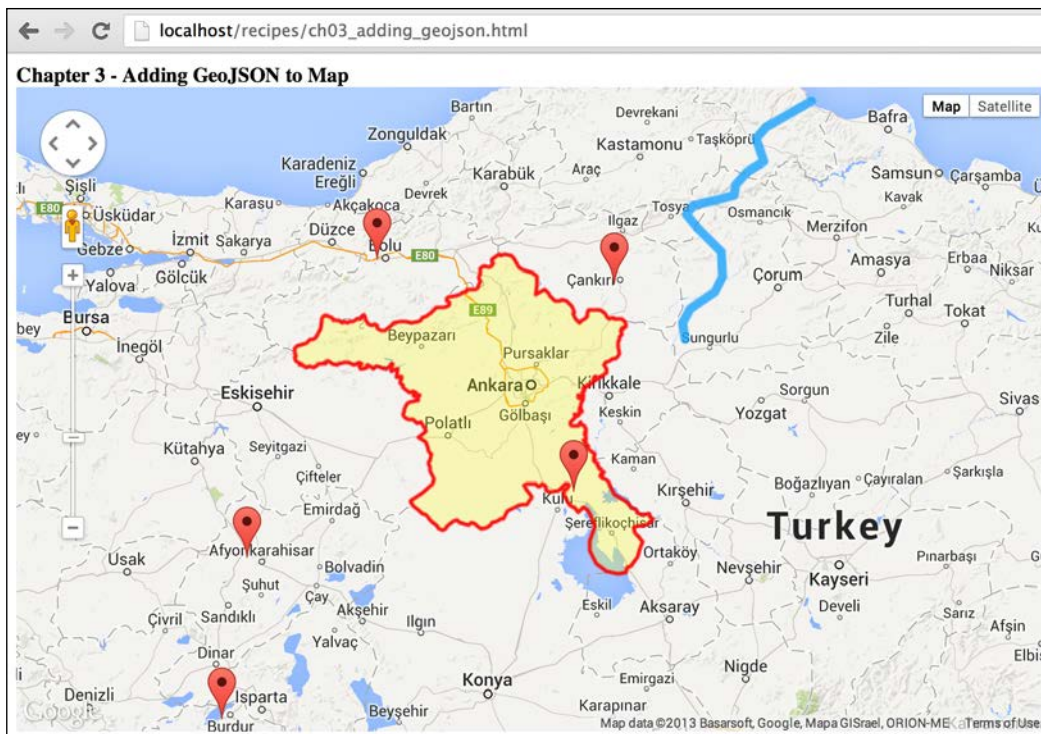 localhost/recipes/ch03_adding_geojson.html
Chapter 3 - Adding GeoJSON to Map
Map
Satellite
Bartın
Devrekani
Bafra
Zonguldak
Taşköprü
Kastamonu
Karadeniz
Ereğli
Karabük
Araç
Samsun
Çarşamba
Şişli
Devrek
Kavak
E80
Üsküdar
Karasu
Akçakoca
Tosya
Osmancık
Ilgaz
Merzifon
Gebze
İzmit
Sakarya
Düzce
Bolu
E80
Amasya
Erbaa
Niksar
Gölcük
Yalova
Çankırı
Çorum
E89
Turhal
Tokat
Bursa
Beypazarı
Sungurlu
Zile
İnegöl
Pursaklar
Ankara
Kırıkkale
Sorgun
Eskisehir
Gölbaşı
Keskin
Yozgat
Sivas
Polatlı
Kütahya
Seyitgazi
Kaman
Çifteler
Boğazlıyan
Çayıralan
Şarkışla
Kulu
Kırşehir
Emirdağ
Şereflikoçhisar
Turkey
Afyonkarahisar
Ortaköy
Pınarbaşı
Usak
Bolvadin
Nevşehir
Kayseri
Şuhut
Çay
Akşehir
Eskil
Aksaray
Develi
Sandıklı
Ilgın
Sarız
Çivril
Yalvaç
Afşin
Dinar
Niğde
Denizli
Isparta
Konya
Emirgazi
Beyşehir
Karapınar
Burdur
Google
Map data ©2013 Basarsoft, Google, Mapa GISrael, ORION-ME
Terms of Use